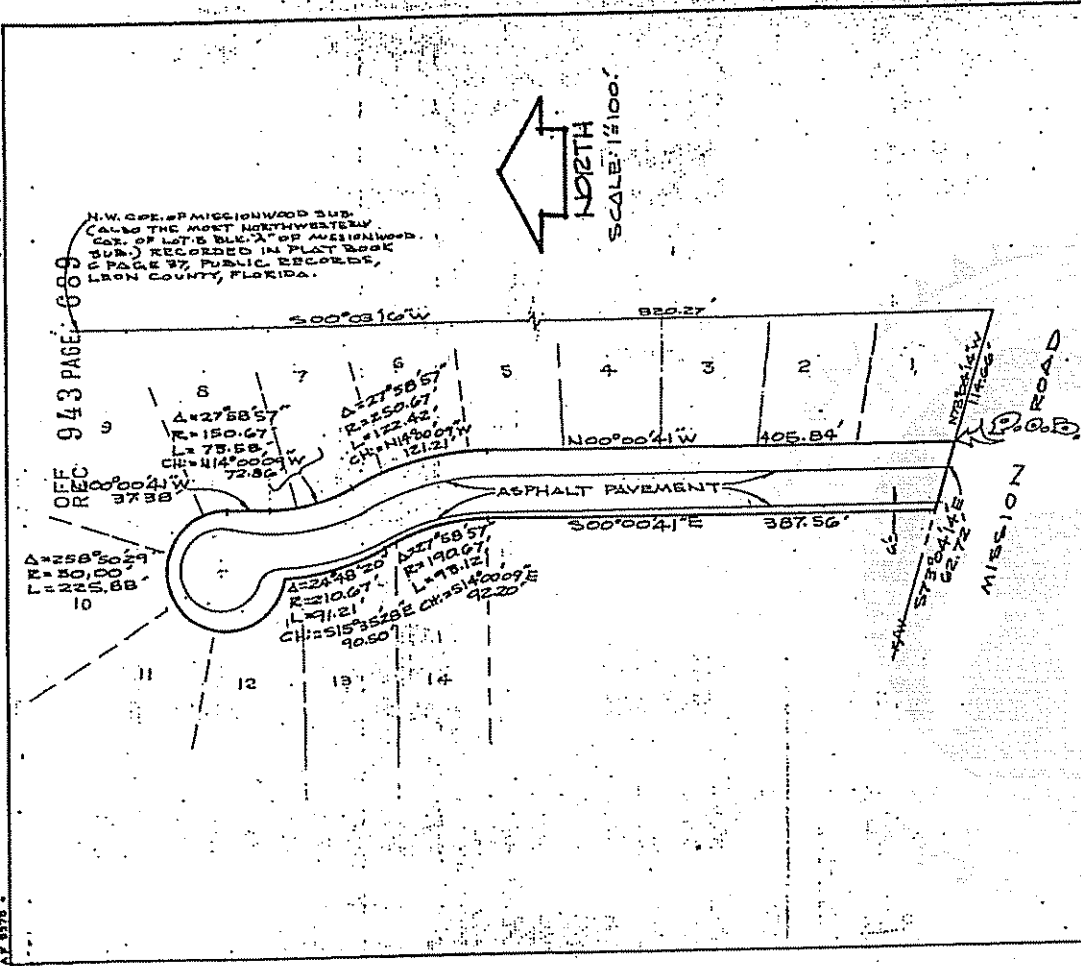 N.W. COR. OF MISSIONWOOD SUB.
(ALSO THE MOST NORTHWESTERN
COR. OF LOT 8 BLK. "A" OF MISSIONWOOD
SUB.) RECORDED IN PLAT BOOK
PAGE 37, PUBLIC RECORDS,
LEON COUNTY, FLORIDA.
OFF
REC 943 PAGE 689
NORTH
SCALE: 1"=100'
S00°03'16"W 820.27'
9
8
7
6
5
4
3
2
1
Δ=27°58'57"
R=150.67'
L=73.58'
CH.=N14°00'09"W
72.86'
Δ=27°58'57"
R=250.67'
L=122.42'
CH.=N14°00'09"W
121.21'
N00°00'41"W 405.84'
N73°04'14"W
114.66'
N00°00'41"W
37.38'
ASPHALT PAVEMENT
S00°00'41"E 387.56'
Δ=258°50'29"
R=50.00'
L=225.88'
10
Δ=24°48'20"
R=210.67'
L=91.21'
CH.=S15°35'28"E
90.50'
Δ=27°58'57"
R=190.67'
L=93.12'
CH.=S14°00'09"E
92.20'
6'
R/W
S73°04'14"E
62.72'
P.O.B.
MISSION ROAD
11
12
13
14